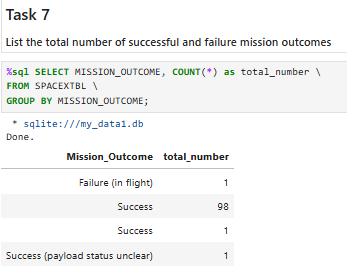 Task 7
List the total number of successful and failure mission outcomes
%sql SELECT MISSION_OUTCOME, COUNT(*) as total_number \
FROM SPACEXTBL \
GROUP BY MISSION_OUTCOME;
* sqlite:///my_data1.db
Done.
Mission_Outcome total_number
Failure (in flight) 1
Success 98
Success 1
Success (payload status unclear) 1